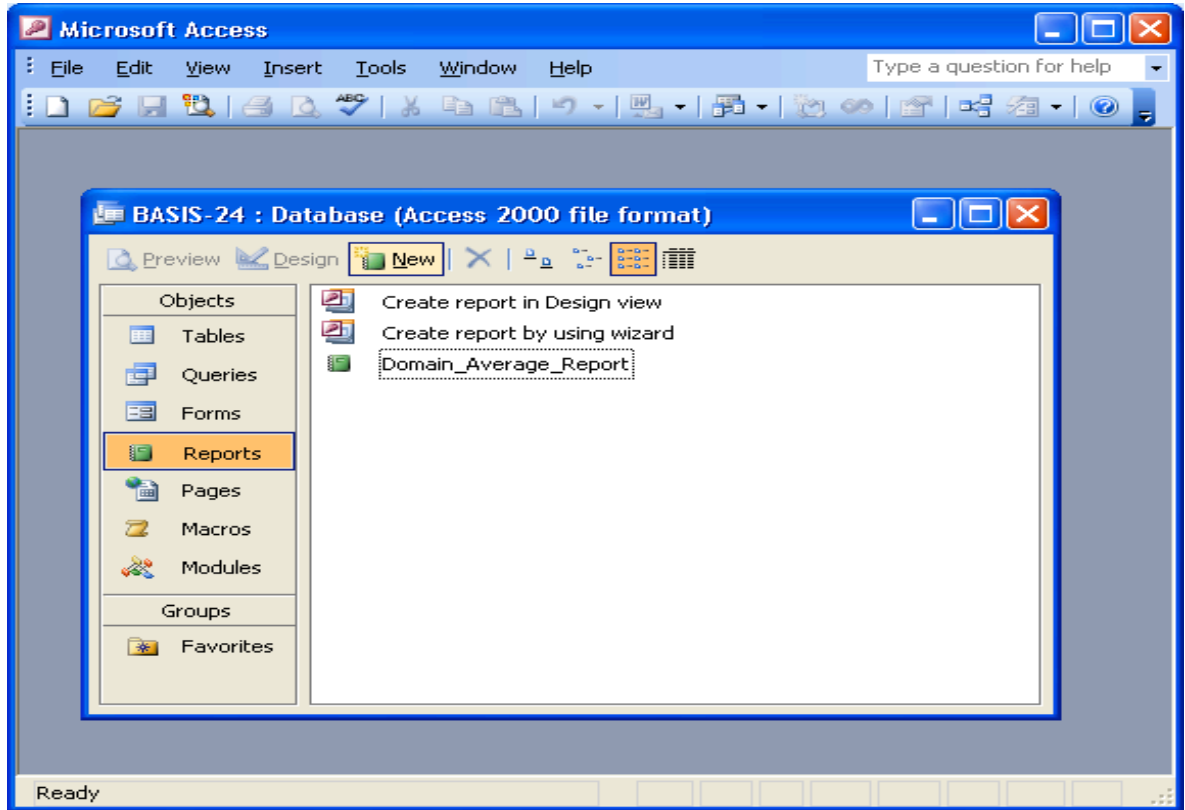 Microsoft Access
File Edit View Insert Tools Window Help Type a question for help
BASIS-24 : Database (Access 2000 file format)
Preview Design New
Objects
Tables
Queries
Forms
Reports
Pages
Macros
Modules
Groups
Favorites
Create report in Design view
Create report by using wizard
Domain_Average_Report
Ready